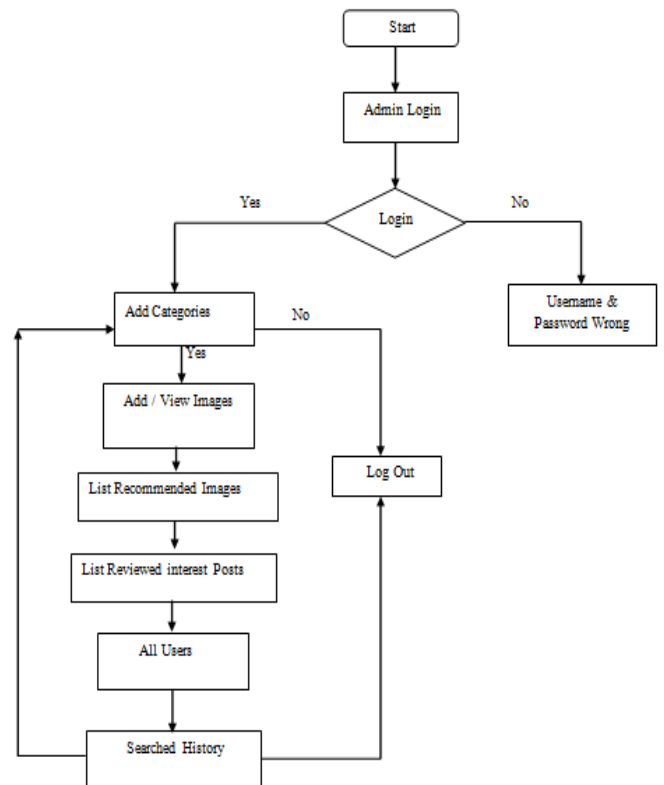 Start
Admin Login
Login
Yes
No
Add Categories
No
Username &
Password Wrong
Yes
Add / View Images
Log Out
List Recommended Images
List Reviewed interest Posts
All Users
Searched History